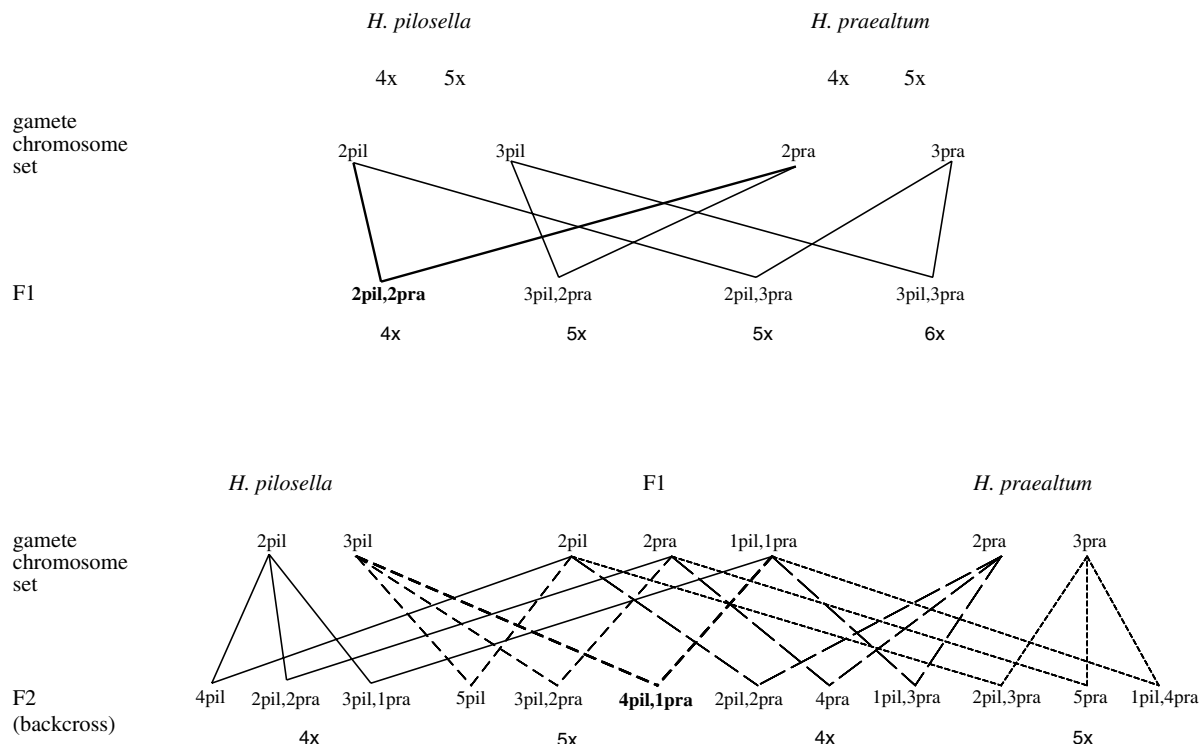 H. pilosella H. praealtum
4x 5x 4x 5x
gamete
chromosome
set
2pil 3pil 2pra 3pra
F1 2pil,2pra 3pil,2pra 2pil,3pra 3pil,3pra
4x 5x 5x 6x
H. pilosella F1 H. praealtum
gamete
chromosome
set
2pil 3pil 2pil 2pra 1pil,1pra 2pra 3pra
F2 4pil 2pil,2pra 3pil,1pra 5pil 3pil,2pra 4pil,1pra 2pil,2pra 4pra 1pil,3pra 2pil,3pra 5pra 1pil,4pra
(backcross)
4x 5x 4x 5x